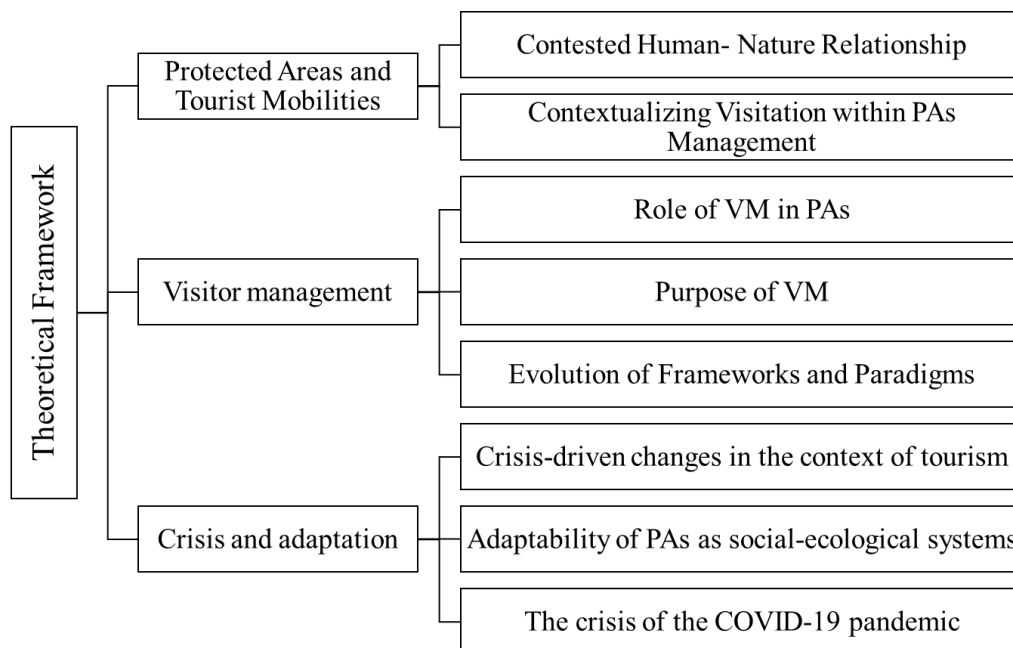 Theoretical Framework
Protected Areas and
Tourist Mobilities
Contested Human- Nature Relationship
Contextualizing Visitation within PAs
Management
Visitor management
Role of VM in PAs
Purpose of VM
Evolution of Frameworks and Paradigms
Crisis and adaptation
Crisis-driven changes in the context of tourism
Adaptability of PAs as social-ecological systems
The crisis of the COVID-19 pandemic